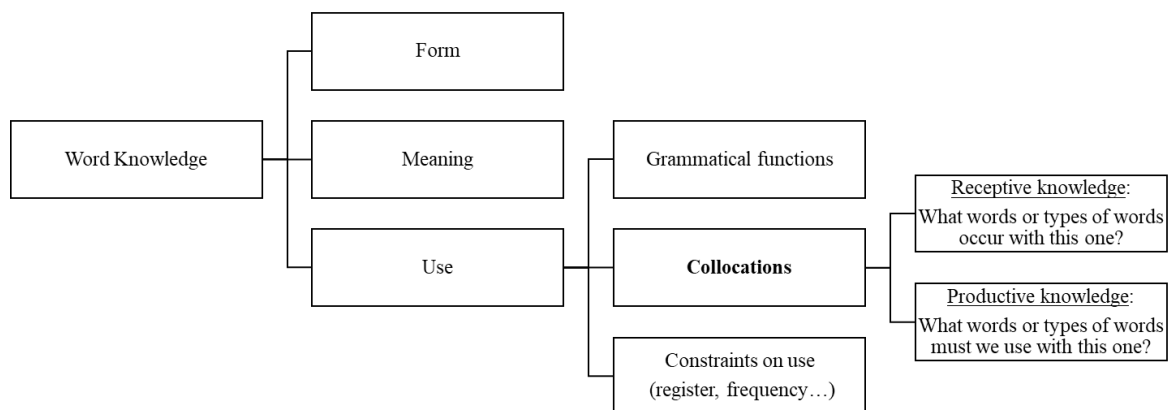 Form
Word Knowledge
Meaning
Use
Grammatical functions
Collocations
Constraints on use
(register, frequency…)
Receptive knowledge:
What words or types of words
occur with this one?
Productive knowledge:
What words or types of words
must we use with this one?